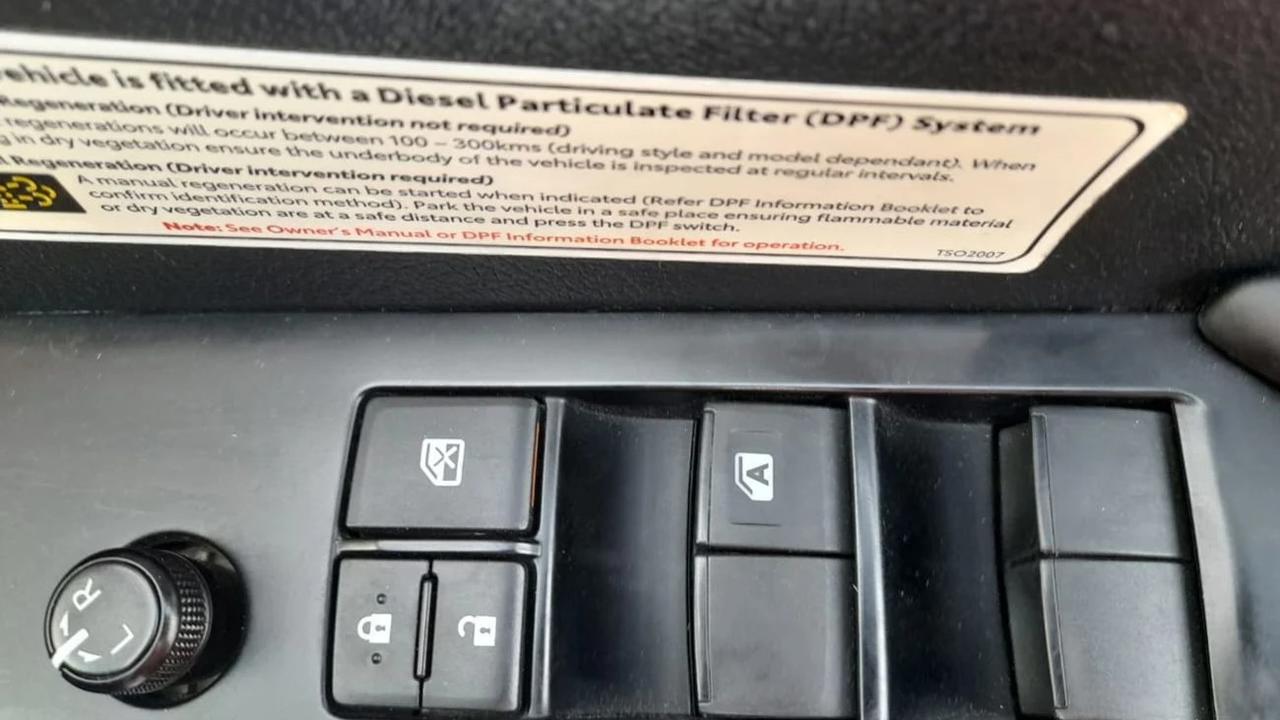 vehicle is fitted with a Diesel Particulate Filter (DPF) System
Regeneration (Driver intervention not required)
regenerations will occur between 100 – 300kms (driving style and model dependant). When
in dry vegetation ensure the underbody of the vehicle is inspected at regular intervals.
Regeneration (Driver intervention required)
A manual regeneration can be started when indicated (Refer DPF Information Booklet to
confirm identification method). Park the vehicle in a safe place ensuring flammable material
or dry vegetation are at a safe distance and press the DPF switch.
Note: See Owner's Manual or DPF Information Booklet for operation.
TSO2007
A
R
L